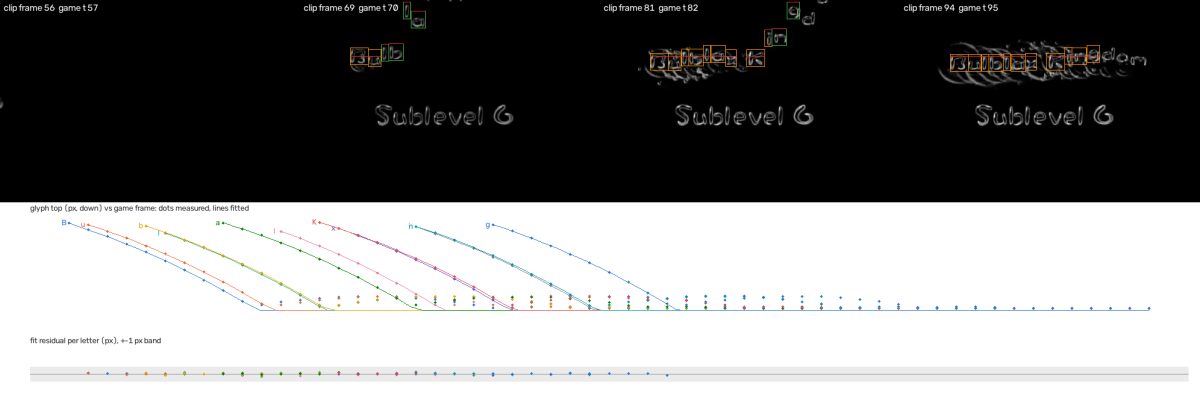 clip frame 56 game t 57
clip frame 69 game t 70
clip frame 81 game t 82
clip frame 94 game t 95
l
a
g
d
B u l b
B u l b l a x K i n
B u l b l a x K i n g d o m
Sublevel 6
Sublevel 6
Sublevel 6
glyph top (px, down) vs game frame: dots measured, lines fitted
B u b l a l K x n g
fit residual per letter (px), +-1 px band